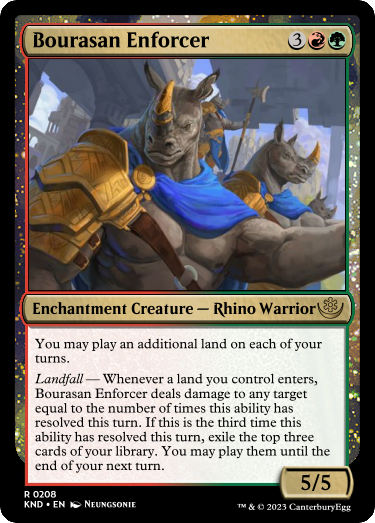 Bourasan Enforcer 3
Enchantment Creature — Rhino Warrior
You may play an additional land on each of your
turns.
Landfall — Whenever a land you control enters,
Bourasan Enforcer deals damage to any target
equal to the number of times this ability has
resolved this turn. If this is the third time this
ability has resolved this turn, exile the top three
cards of your library. You may play them until the
end of your next turn.
5/5
R 0208
KND • EN Neungsonie
™ & © 2023 CanterburyEgg